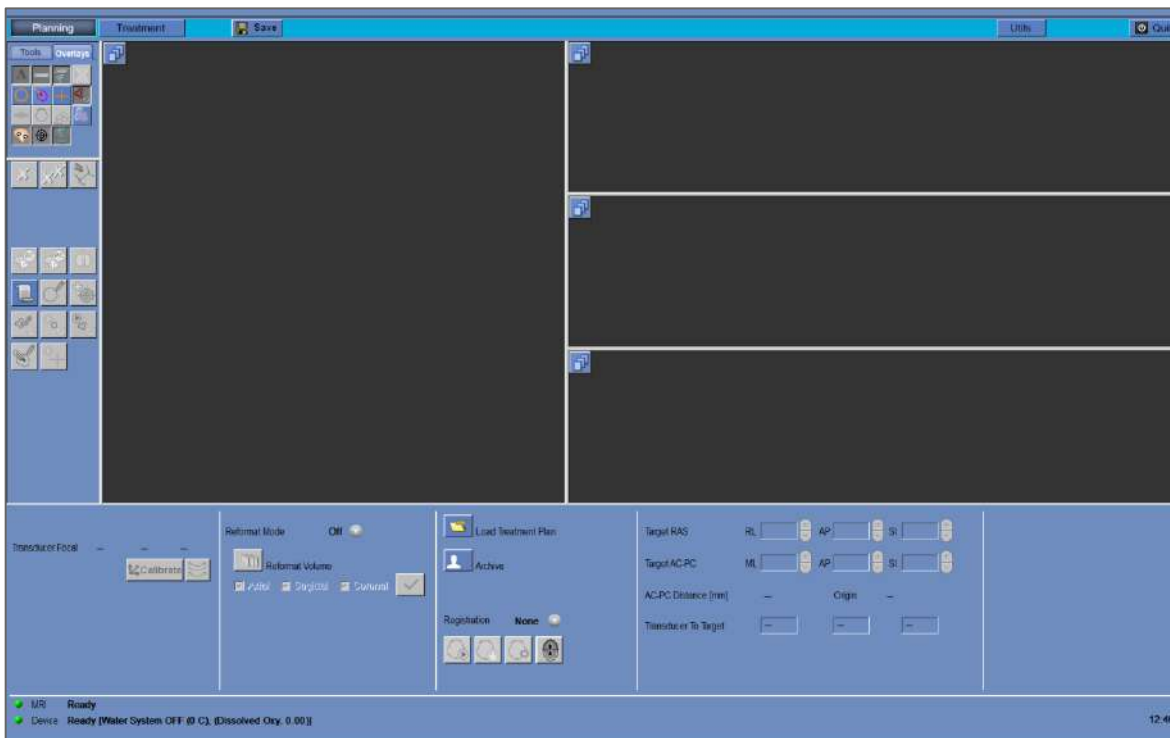 Planning Treatment Save Utils
Tools Overlays
Reformat Mode Off
Load Treatment Plan
Target RAS RL AP SI
Transducer Focal – – –
Calibrate
Reformat Volume
Archive
Target AC-PC ML AP SI
Axial Sagittal Coronal
AC-PC Distance [mm] – Origin –
Registration None
Transducer To Target – – –
MRI Ready
Device Ready [Water System OFF (0 C), (Dissolved Oxy. 0.00)]